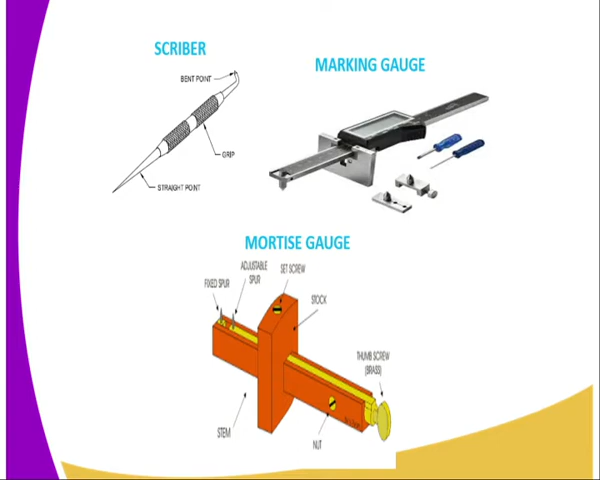 SCRIBER
MARKING GAUGE
BENT POINT
GRIP
STRAIGHT POINT
MORTISE GAUGE
ADJUSTABLE
SPUR
FIXED SPUR
SET SCREW
STOCK
THUMB SCREW
(BRASS)
STEM
NUT